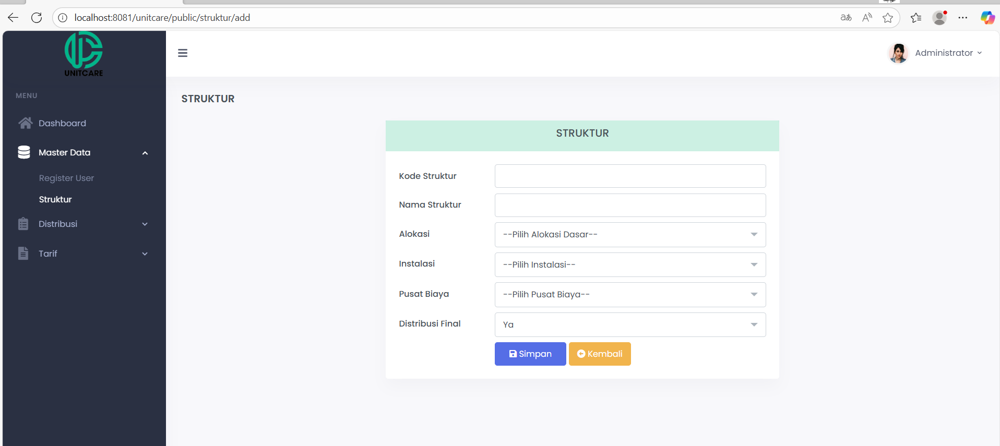 localhost:8081/unitcare/public/struktur/add
UNITCARE
Administrator
MENU
Dashboard
Master Data
Register User
Struktur
Distribusi
Tarif
STRUKTUR
STRUKTUR
Kode Struktur
Nama Struktur
Alokasi
--Pilih Alokasi Dasar--
Instalasi
--Pilih Instalasi--
Pusat Biaya
--Pilih Pusat Biaya--
Distribusi Final
Ya
Simpan
Kembali